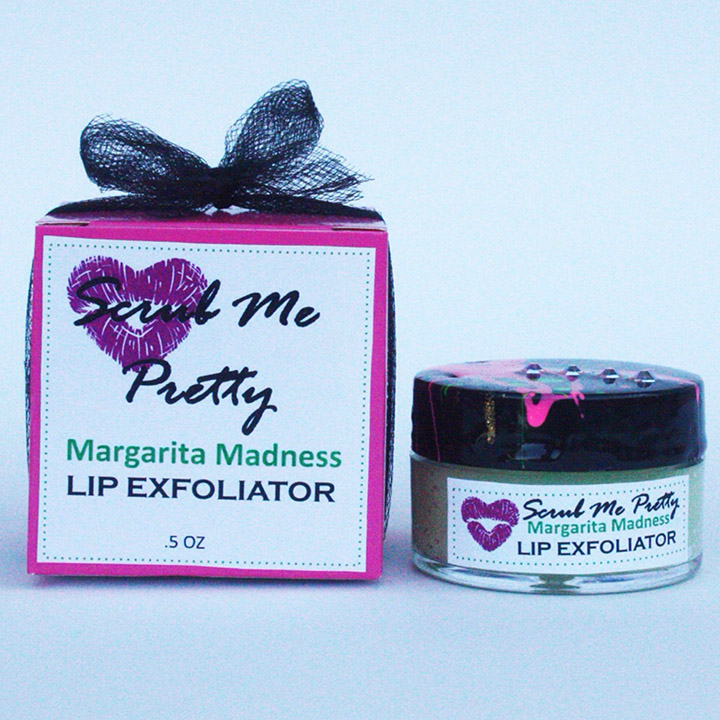 Scrub Me
Pretty
Margarita Madness
LIP EXFOLIATOR
.5 OZ
Scrub Me Pretty
Margarita Madness
LIP EXFOLIATOR